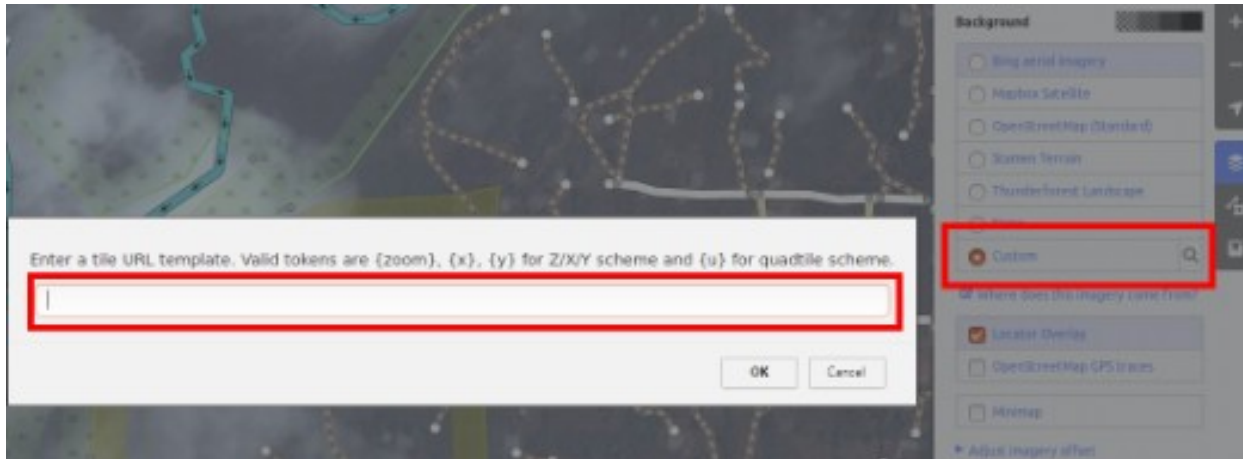 Background
Bing aerial imagery
Mapbox Satellite
OpenStreetMap (Standard)
Stamen Terrain
Thunderforest Landscape
None
Custom
Where does this imagery come from?
Locator Overlay
OpenStreetMap GPS traces
Minimap
Adjust imagery offset
Enter a tile URL template. Valid tokens are {zoom}, {x}, {y} for Z/X/Y scheme and {u} for quadtile scheme.
OK
Cancel